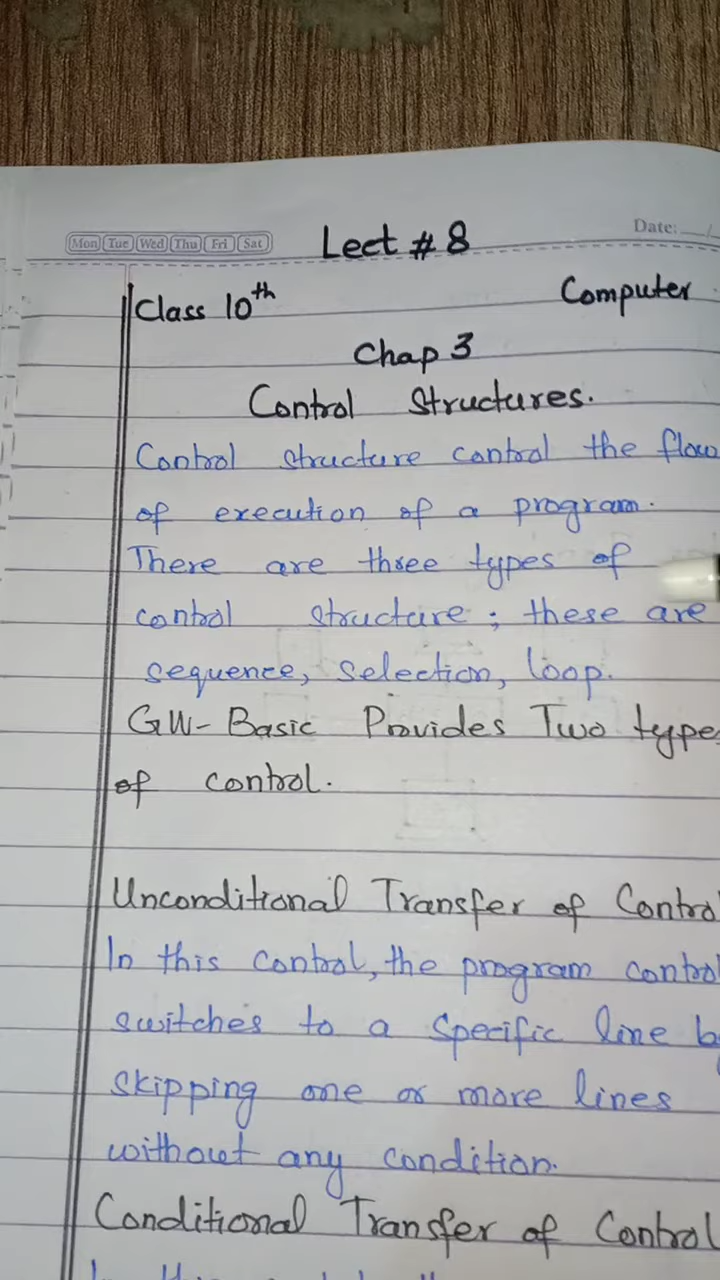 Mon Tue Wed Thu Fri Sat
Lect # 8
Date:
Class 10th
Computer
Chap 3
Control Structures.
Control structure control the flow
of execution of a program.
There are three types of
control structure; these are
sequence, selection, loop.
GW-Basic Provides Two type
of control.
Unconditional Transfer of Contro
In this control, the program control
switches to a specific line b
skipping one or more lines
without any condition.
Conditional Transfer of Control